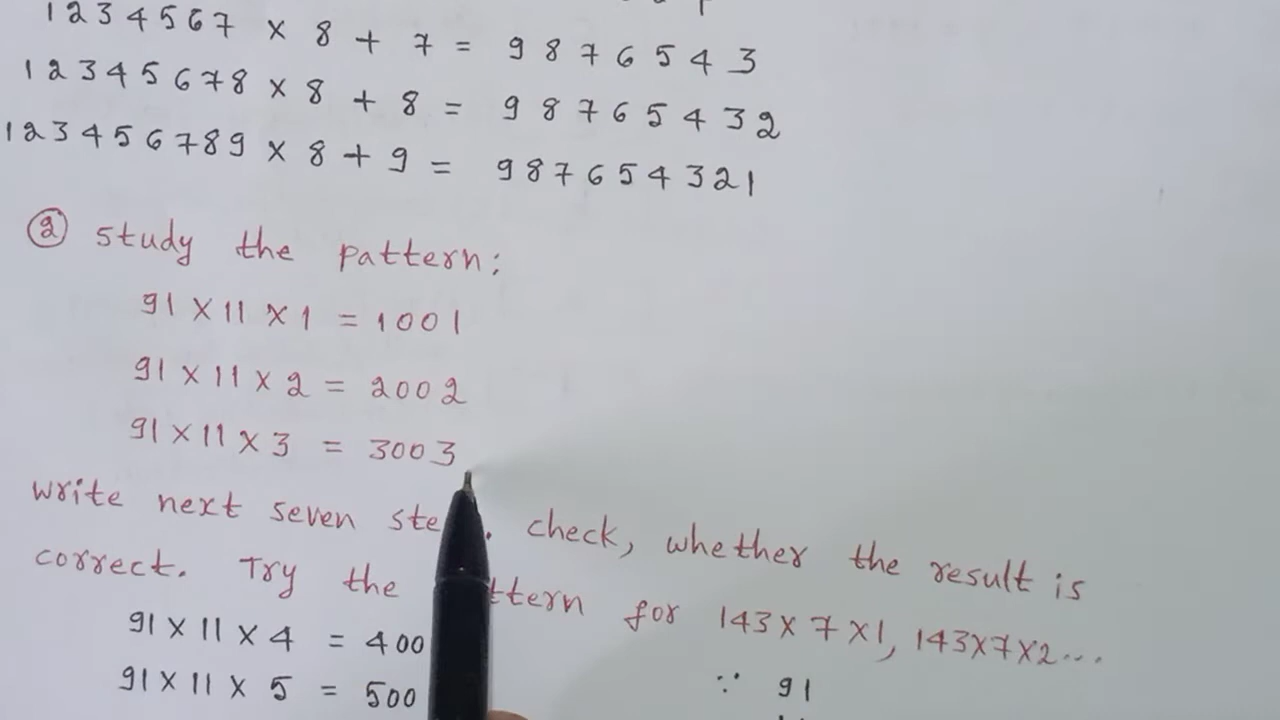 1234567 × 8 + 7 = 9876543
12345678 × 8 + 8 = 98765432
123456789 × 8 + 9 = 987654321
② study the pattern:
91 × 11 × 1 = 1001
91 × 11 × 2 = 2002
91 × 11 × 3 = 3003
write next seven check, whether the result is
correct. Try the for 143 × 7 × 1, 143 × 7 × 2 ...
91 × 11 × 4 = 400
91 × 11 × 5 = 500
∵ 91